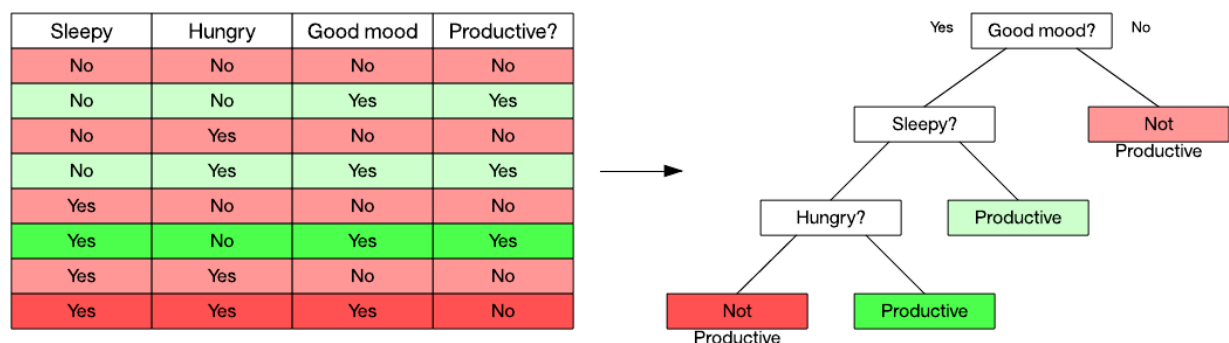 Sleepy Hungry Good mood Productive?
No No No No
No No Yes Yes
No Yes No No
No Yes Yes Yes
Yes No No No
Yes No Yes Yes
Yes Yes No No
Yes Yes Yes No
Yes Good mood? No
Sleepy? Not
Productive
Hungry? Productive
Not Productive
Productive